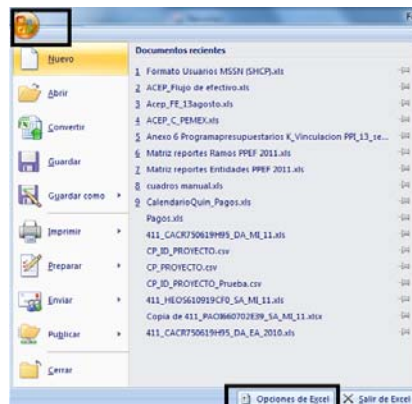 Nuevo
Abrir
Convertir
Guardar
Guardar como
Imprimir
Preparar
Enviar
Publicar
Cerrar
Documentos recientes
1 Formato Usuarios MSSN (SHCP).xls
2 ACEP_Flujo de efectivo.xls
3 Acep_FE_13agosto.xls
4 ACEP_C_PEMEX.xls
5 Anexo 6 Programapresupuestarios K_Vinculacion PPI_13_se...
6 Matriz reportes Ramos PPEF 2011.xls
7 Matriz reportes Entidades PPEF 2011.xls
8 cuadros manual.xls
9 CalendarioQuin_Pagos.xls
Pagos.xls
411_CACR750619H95_DA_MI_11.xls
CP_ID_PROYECTO.csv
CP_PROYECTO.csv
CP_ID_PROYECTO_Prueba.csv
411_HEOS610919CF0_SA_MI_11.xls
Copia de 411_PAOI660702E39_SA_MI_11.xlsx
411_CACR750619H95_DA_EA_2010.xls
Opciones de Excel
Salir de Excel